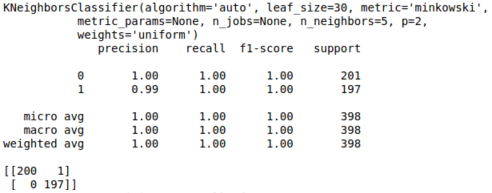 KNeighborsClassifier(algorithm='auto', leaf_size=30, metric='minkowski',
metric_params=None, n_jobs=None, n_neighbors=5, p=2,
weights='uniform')
precision recall f1-score support
0 1.00 1.00 1.00 201
1 0.99 1.00 1.00 197
micro avg 1.00 1.00 1.00 398
macro avg 1.00 1.00 1.00 398
weighted avg 1.00 1.00 1.00 398
[[200 1]
[ 0 197]]